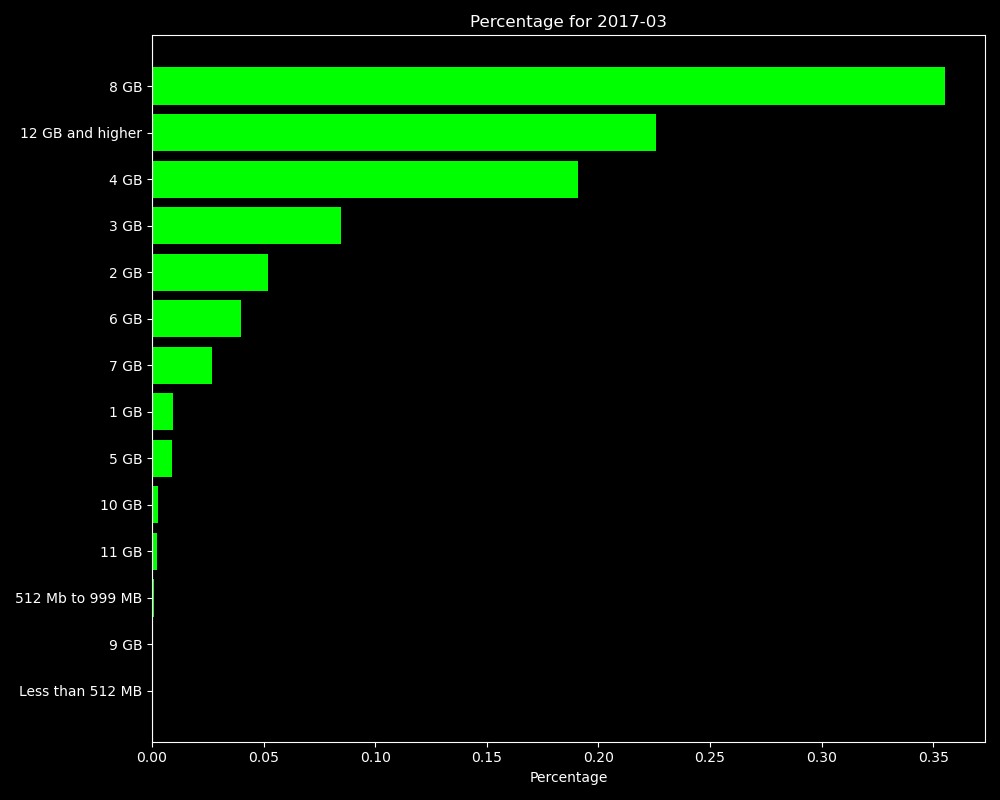 Percentage for 2017-03
8 GB
12 GB and higher
4 GB
3 GB
2 GB
6 GB
7 GB
1 GB
5 GB
10 GB
11 GB
512 Mb to 999 MB
9 GB
Less than 512 MB
0.00 0.05 0.10 0.15 0.20 0.25 0.30 0.35
Percentage